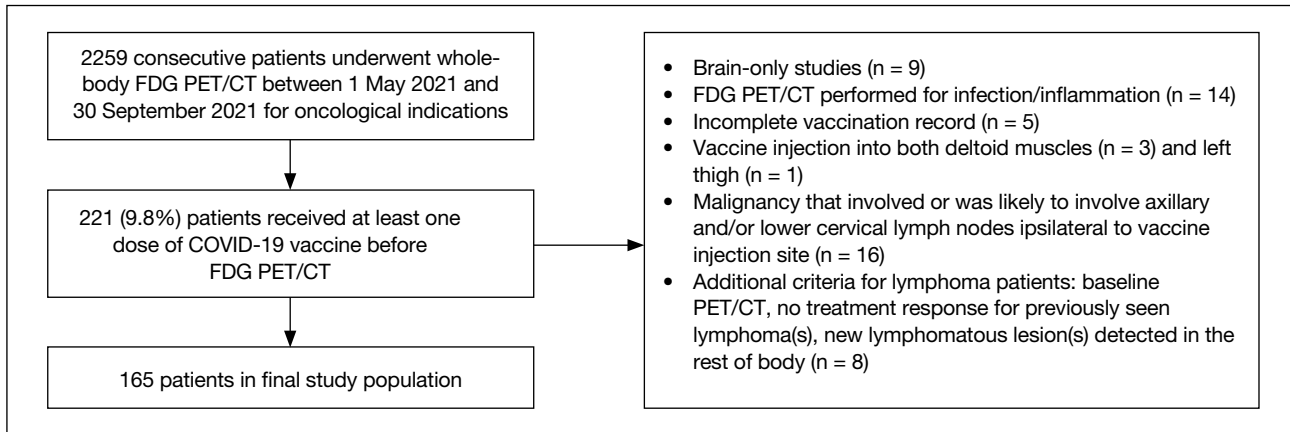 2259 consecutive patients underwent whole-
body FDG PET/CT between 1 May 2021 and
30 September 2021 for oncological indications
221 (9.8%) patients received at least one
dose of COVID-19 vaccine before
FDG PET/CT
165 patients in final study population
• Brain-only studies (n = 9)
• FDG PET/CT performed for infection/inflammation (n = 14)
• Incomplete vaccination record (n = 5)
• Vaccine injection into both deltoid muscles (n = 3) and left
thigh (n = 1)
• Malignancy that involved or was likely to involve axillary
and/or lower cervical lymph nodes ipsilateral to vaccine
injection site (n = 16)
• Additional criteria for lymphoma patients: baseline
PET/CT, no treatment response for previously seen
lymphoma(s), new lymphomatous lesion(s) detected in the
rest of body (n = 8)